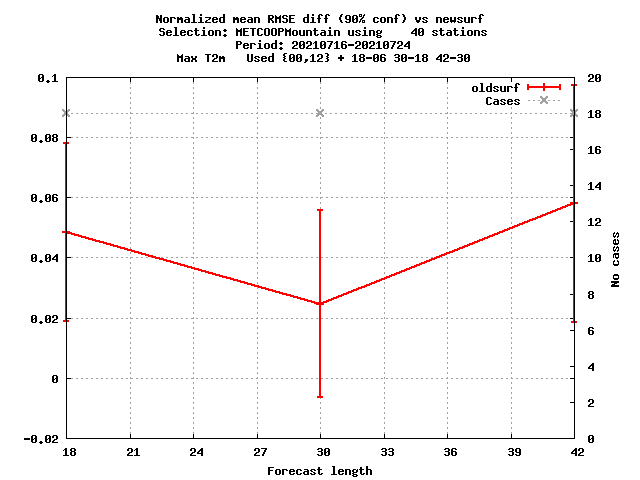 Normalized mean RMSE diff (90% conf) vs newsurf
Selection: METCOOPMountain using    40 stations
Period: 20210716-20210724
Max T2m   Used {00,12} + 18-06 30-18 42-30
oldsurf
Cases
0.1
0.08
0.06
0.04
0.02
0
-0.02
20
18
16
14
12
10
8
6
4
2
0
No cases
18 21 24 27 30 33 36 39 42
Forecast length